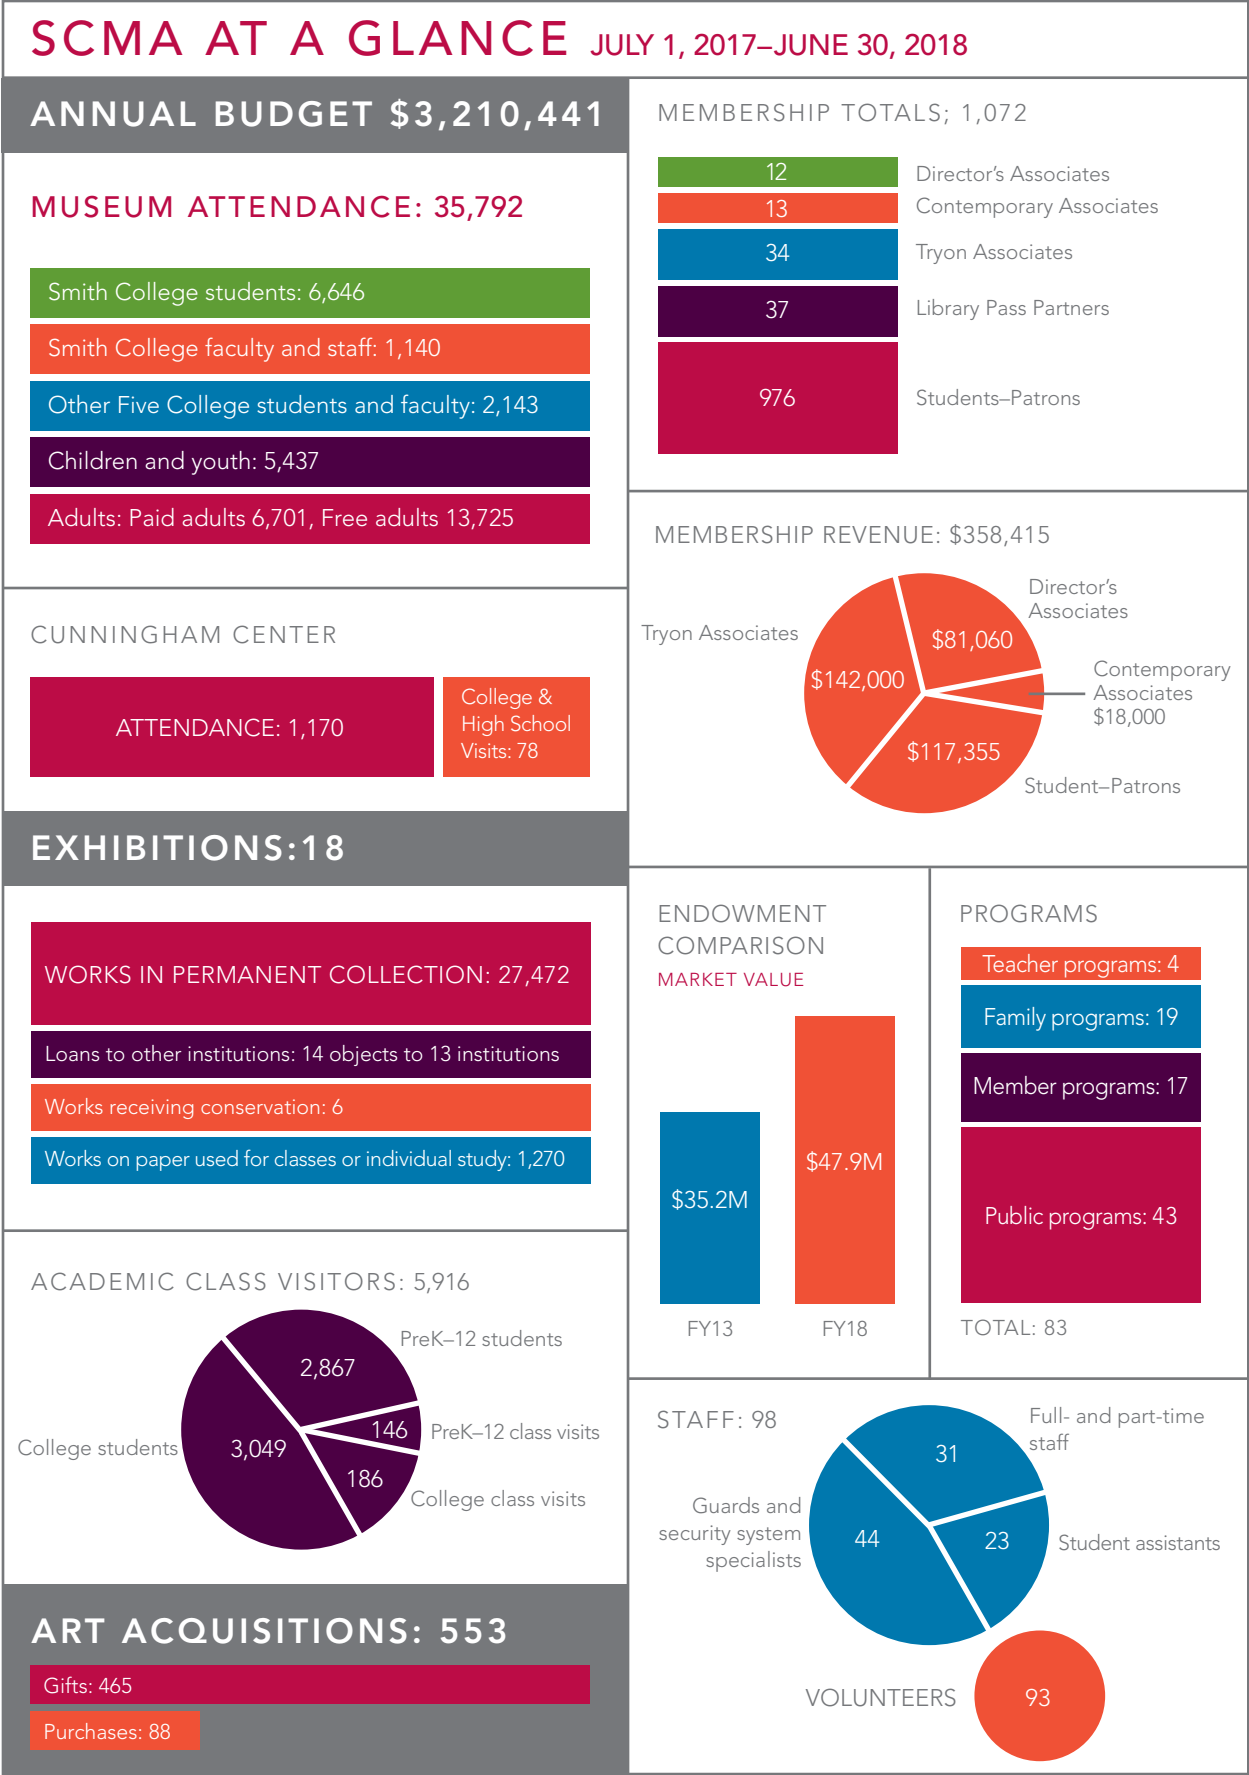 SCMA AT A GLANCE JULY 1, 2017–JUNE 30, 2018
ANNUAL BUDGET $3,210,441
MUSEUM ATTENDANCE: 35,792
Smith College students: 6,646
Smith College faculty and staff: 1,140
Other Five College students and faculty: 2,143
Children and youth: 5,437
Adults: Paid adults 6,701, Free adults 13,725
CUNNINGHAM CENTER
ATTENDANCE: 1,170
College &
High School
Visits: 78
EXHIBITIONS:18
WORKS IN PERMANENT COLLECTION: 27,472
Loans to other institutions: 14 objects to 13 institutions
Works receiving conservation: 6
Works on paper used for classes or individual study: 1,270
ACADEMIC CLASS VISITORS: 5,916
PreK–12 students
2,867
146
PreK–12 class visits
College students
3,049
186
College class visits
ART ACQUISITIONS: 553
Gifts: 465
Purchases: 88
MEMBERSHIP TOTALS; 1,072
12
Director's Associates
13
Contemporary Associates
34
Tryon Associates
37
Library Pass Partners
976
Students–Patrons
MEMBERSHIP REVENUE: $358,415
Director's
Associates
Tryon Associates
$81,060
$142,000
Contemporary
Associates
$18,000
$117,355
Student–Patrons
ENDOWMENT
COMPARISON
MARKET VALUE
$35.2M
$47.9M
FY13
FY18
PROGRAMS
Teacher programs: 4
Family programs: 19
Member programs: 17
Public programs: 43
TOTAL: 83
STAFF: 98
Full- and part-time
staff
31
Guards and
security system
specialists
44
23
Student assistants
VOLUNTEERS
93